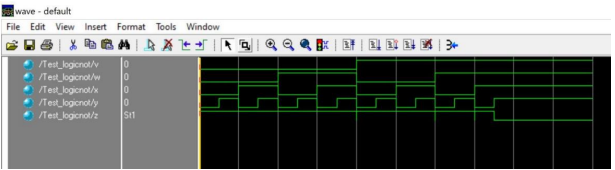 wave - default
File Edit View Insert Format Tools Window
/Test_logicnot/v 0
/Test_logicnot/w 0
/Test_logicnot/x 0
/Test_logicnot/y 0
/Test_logicnot/z St1